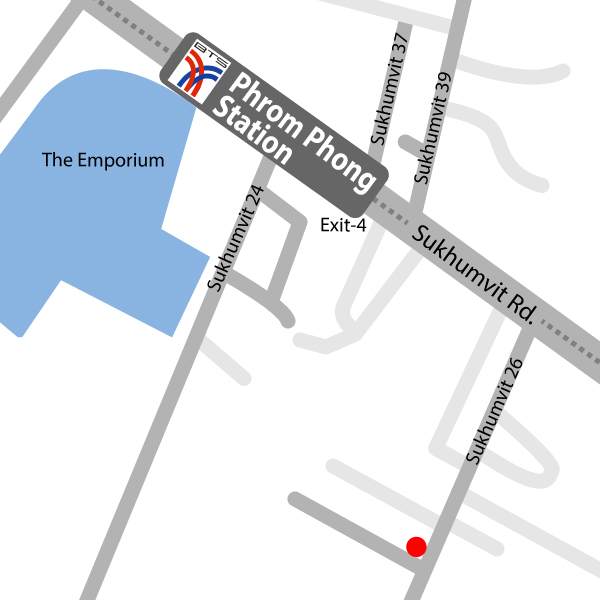 BTS
Phrom Phong
Station
Sukhumvit 37
Sukhumvit 39
The Emporium
Sukhumvit 24
Exit-4
Sukhumvit Rd.
Sukhumvit 26